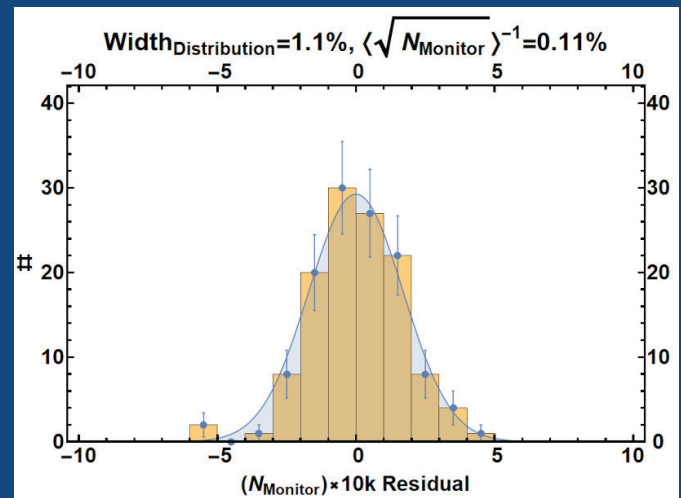 Width_Distribution=1.1%, ⟨√N_Monitor⟩^-1=0.11%
-10 -5 0 5 10
40 40
30 30
# 20 20
10 10
0 0
-10 -5 0 5 10
(N_Monitor)×10k Residual